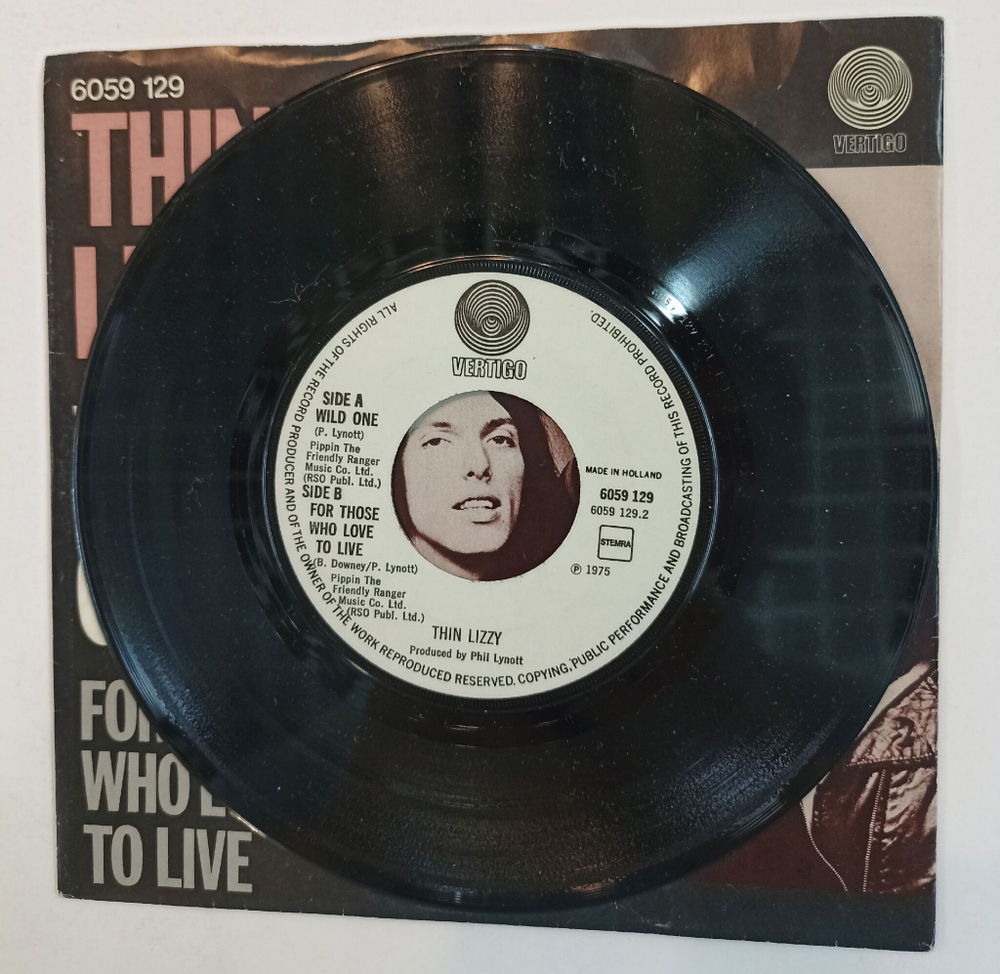 6059 129
THIN
VERTIGO
FOR
WHO
TO LIVE
VERTIGO
ALL RIGHTS OF THE RECORD PRODUCER AND OF THE OWNER OF THE WORK REPRODUCED RESERVED. COPYING, PUBLIC PERFORMANCE AND BROADCASTING OF THIS RECORD PROHIBITED.
SIDE A
WILD ONE
(P. Lynott)
Pippin The
Friendly Ranger
Music Co. Ltd.
(RSO Publ. Ltd.)
SIDE B
FOR THOSE
WHO LOVE
TO LIVE
(B. Downey/P. Lynott)
Pippin The
Friendly Ranger
Music Co. Ltd.
(RSO Publ. Ltd.)
MADE IN HOLLAND
6059 129
6059 129.2
STEMRA
℗ 1975
THIN LIZZY
Produced by Phil Lynott